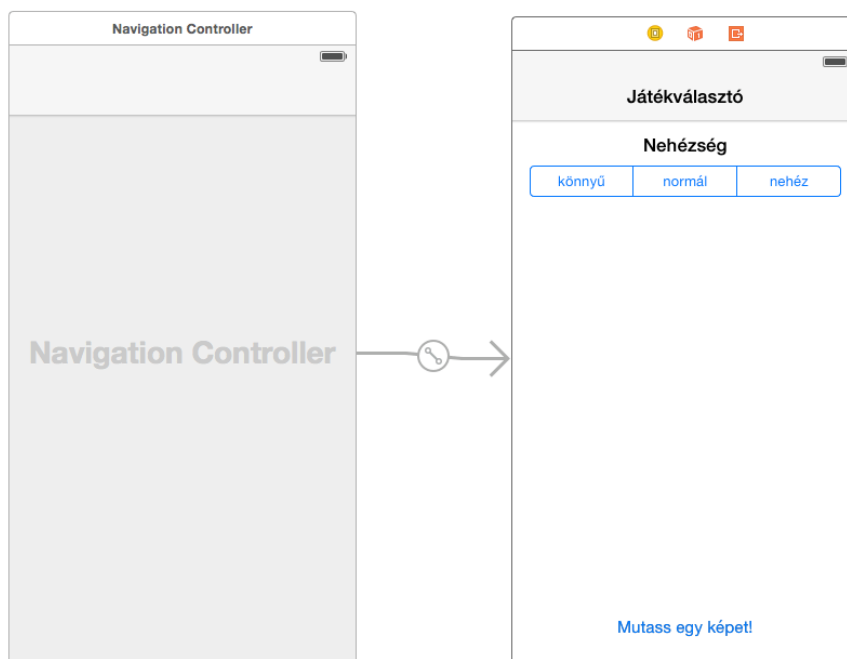 Navigation Controller
Navigation Controller
Játékválasztó
Nehézség
könnyű normál nehéz
Mutass egy képet!